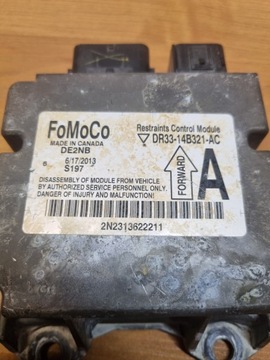 FoMoCo
MADE IN CANADA
DE2NB
Restraints Control Module
DR33-14B321-AC
6 6/17/2013
S197
FORWARD
A
DISASSEMBLY OF MODULE FROM VEHICLE
BY AUTHORIZED SERVICE PERSONNEL ONLY.
DANGER OF INJURY AND MALFUNCTION!
2N2313622211